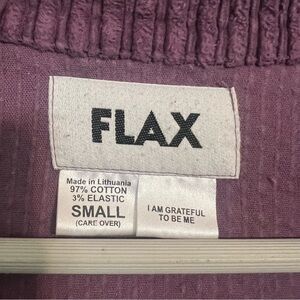 FLAX
Made in Lithuania
97% COTTON
3% ELASTIC
SMALL
(CARE OVER)
I AM GRATEFUL
TO BE ME